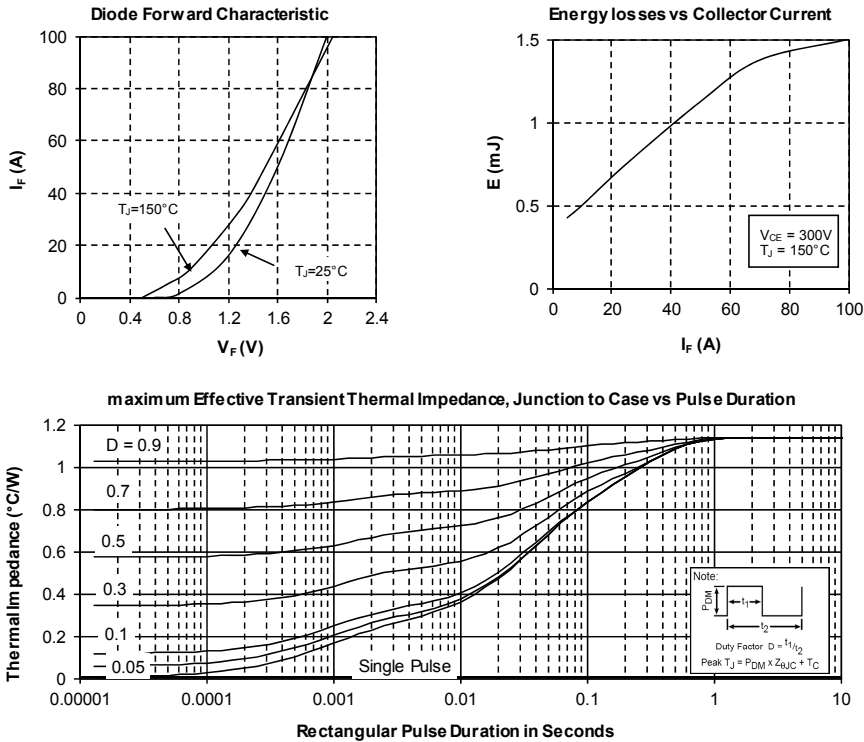 Diode Forward Characteristic
100
80
60
40
20
0
I_F (A)
T_J=150°C
T_J=25°C
0 0.4 0.8 1.2 1.6 2 2.4
V_F (V)
Energy losses vs Collector Current
1.5
1
0.5
0
E (mJ)
V_CE = 300V
T_J = 150°C
0 20 40 60 80 100
I_F (A)
maximum Effective Transient Thermal Impedance, Junction to Case vs Pulse Duration
1.2
1
0.8
0.6
0.4
0.2
0
Thermal Impedance (°C/W)
D = 0.9
0.7
0.5
0.3
0.1
0.05
Single Pulse
Note:
P_DM
t_1
t_2
Duty Factor D = t_1/t_2
Peak T_J = P_DM x Z_θJC + T_C
0.00001 0.0001 0.001 0.01 0.1 1 10
Rectangular Pulse Duration in Seconds